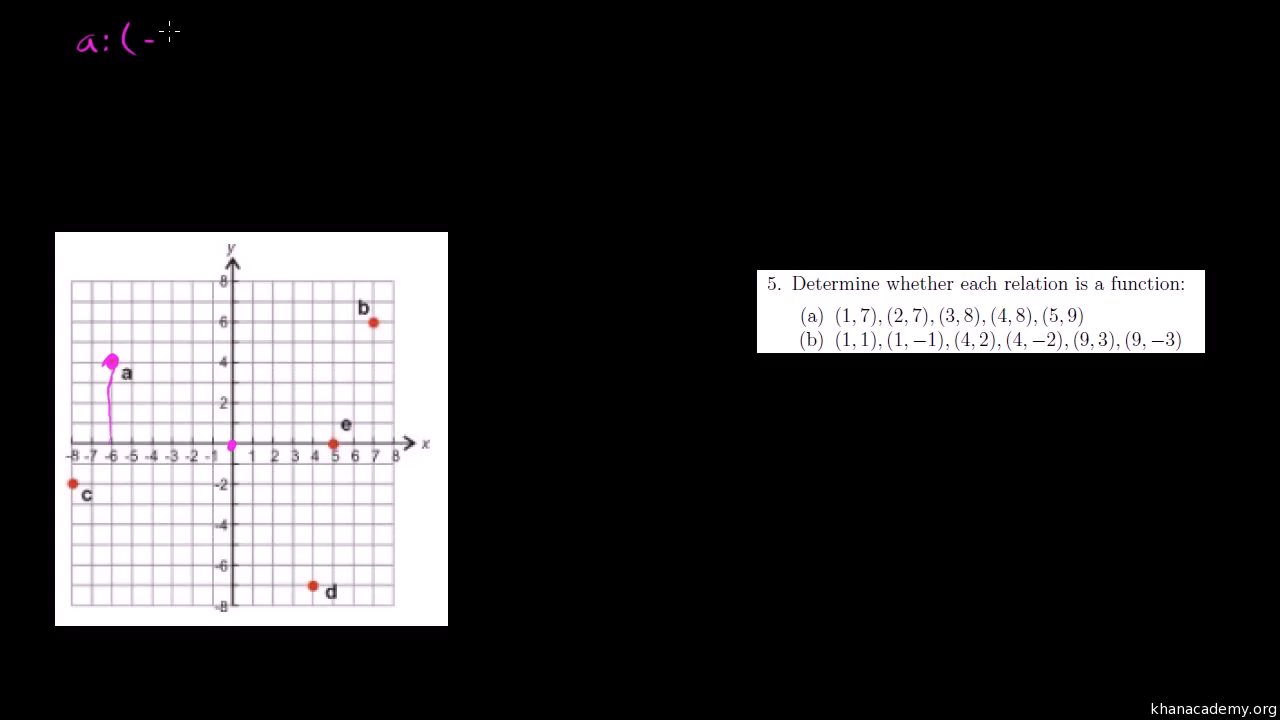 a: (-
y
8
b
6
4
a
2
e
x
-8 -7 -6 -5 -4 -3 -2 -1 1 2 3 4 5 6 7 8
-2
c
-4
-6
d
-8
5. Determine whether each relation is a function:
(a) (1, 7), (2, 7), (3, 8), (4, 8), (5, 9)
(b) (1, 1), (1, −1), (4, 2), (4, −2), (9, 3), (9, −3)
khanacademy.org